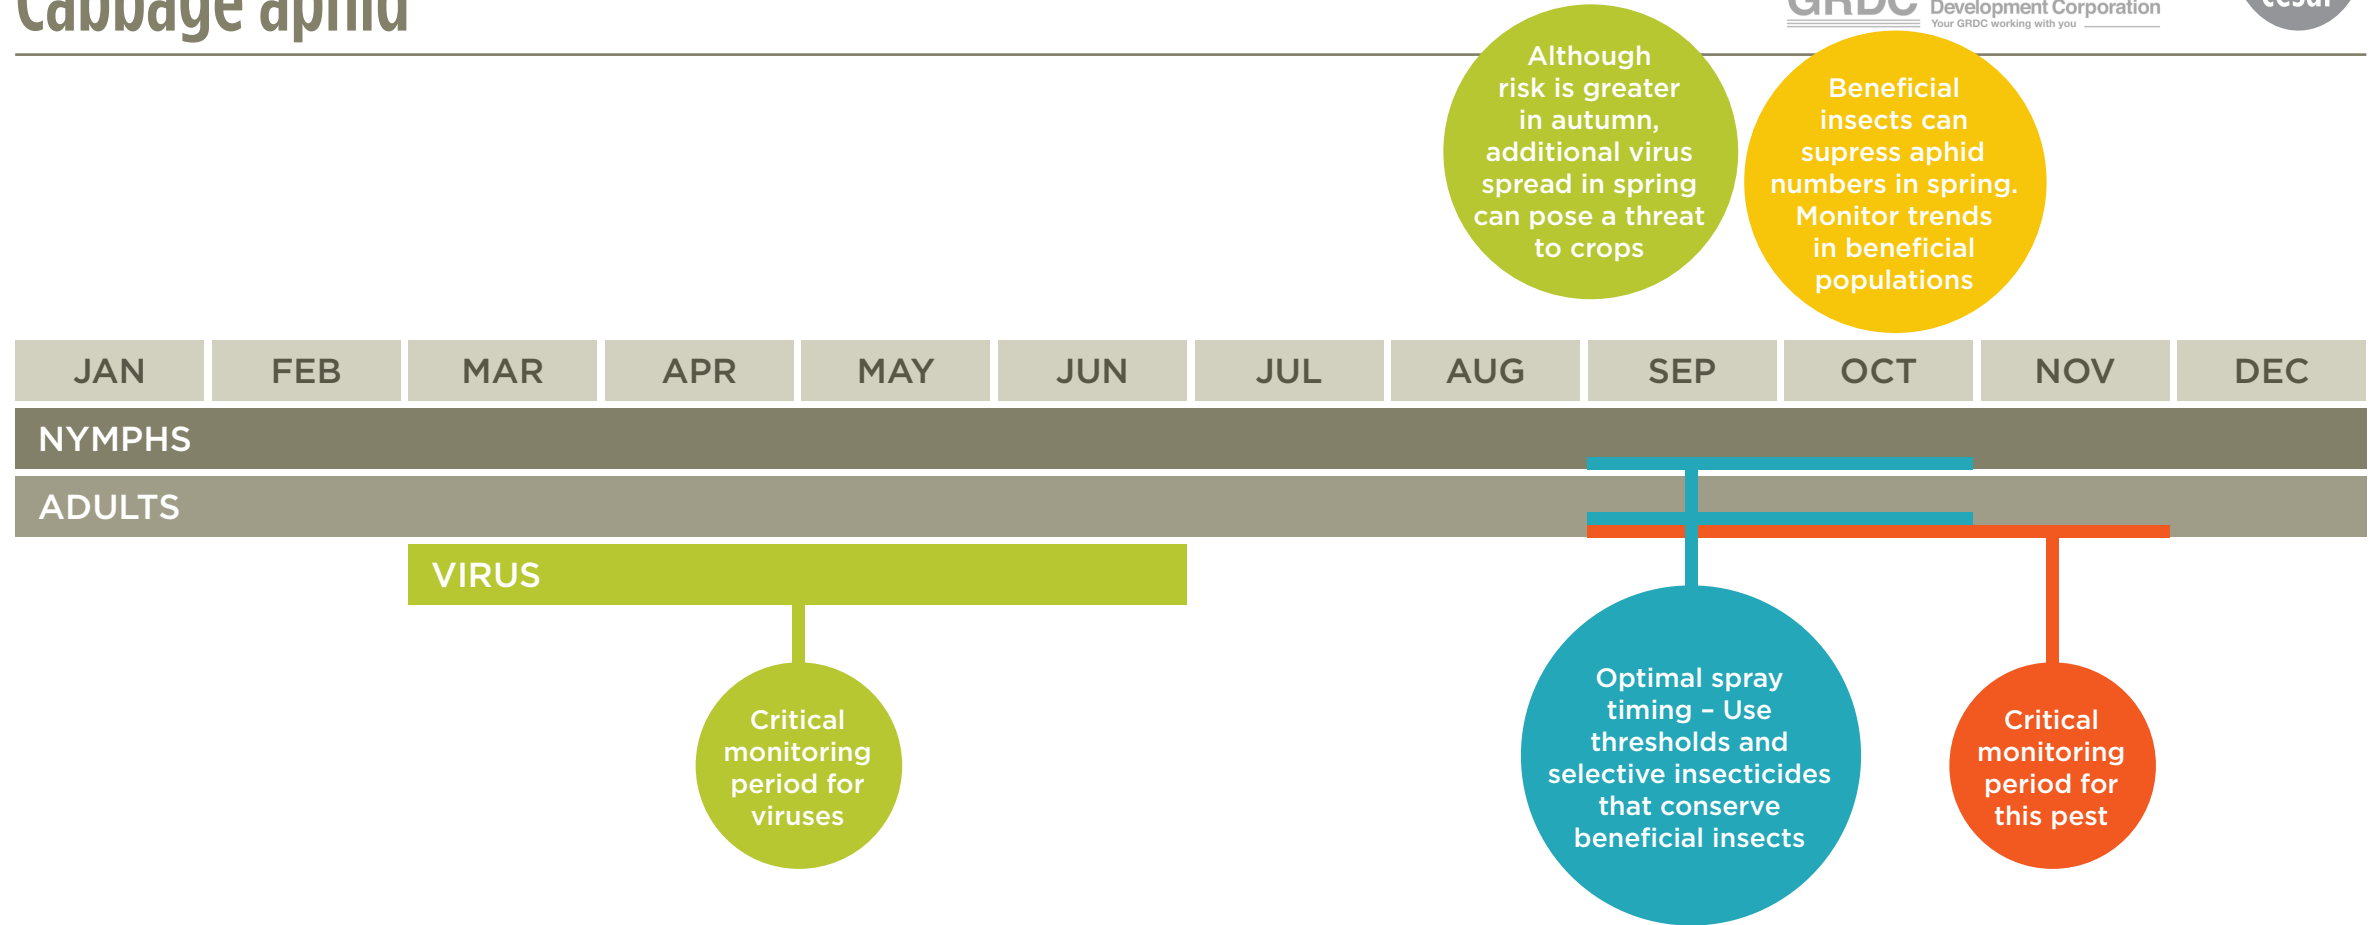 Cabbage aphid
GRDC
Development Corporation
Your GRDC working with you
cesar
Although
risk is greater
in autumn,
additional virus
spread in spring
can pose a threat
to crops
Beneficial
insects can
supress aphid
numbers in spring.
Monitor trends
in beneficial
populations
JAN FEB MAR APR MAY JUN JUL AUG SEP OCT NOV DEC
NYMPHS
ADULTS
VIRUS
Critical
monitoring
period for
viruses
Optimal spray
timing – Use
thresholds and
selective insecticides
that conserve
beneficial insects
Critical
monitoring
period for
this pest